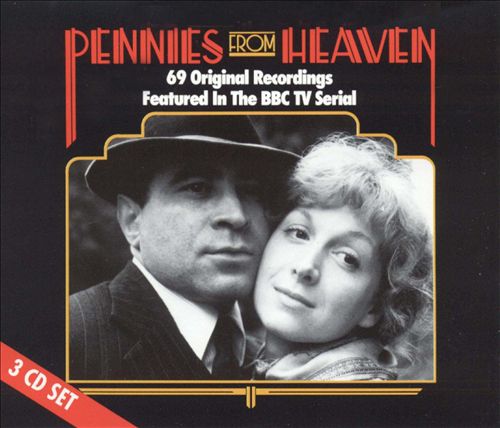 PENNIES FROM HEAVEN
69 Original Recordings
Featured In The BBC TV Serial
3 CD SET